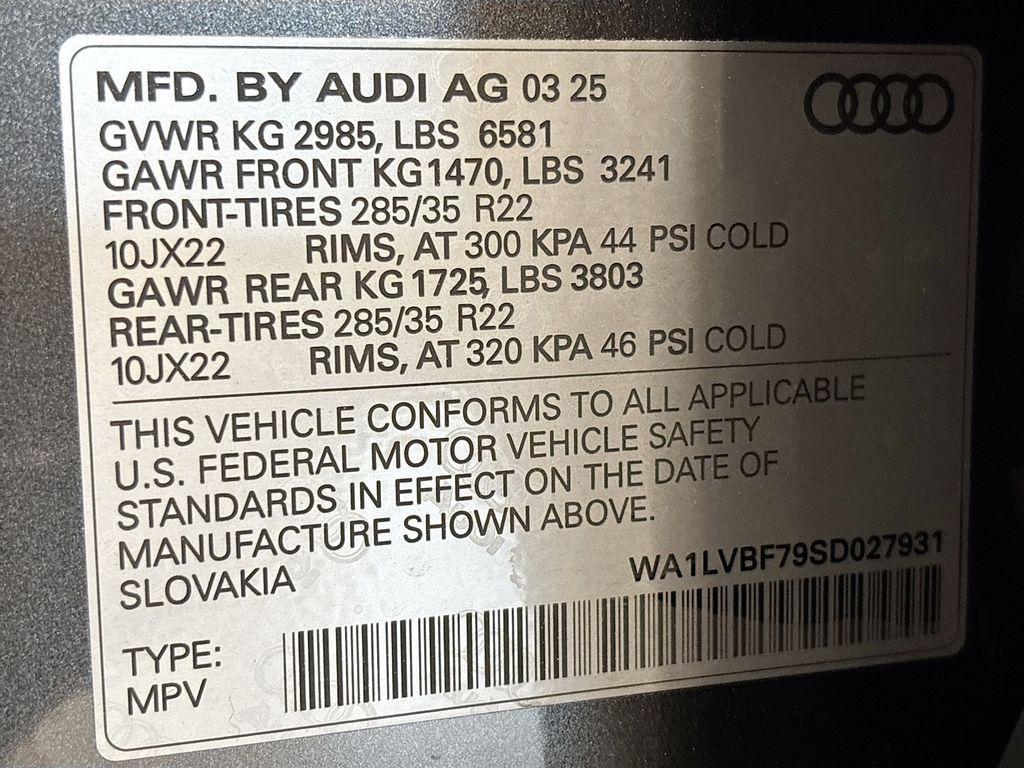 MFD. BY AUDI AG 03 25
GVWR KG 2985, LBS 6581
GAWR FRONT KG1470, LBS 3241
FRONT-TIRES 285/35 R22
10JX22 RIMS, AT 300 KPA 44 PSI COLD
GAWR REAR KG 1725, LBS 3803
REAR-TIRES 285/35 R22
10JX22 RIMS, AT 320 KPA 46 PSI COLD
THIS VEHICLE CONFORMS TO ALL APPLICABLE
U.S. FEDERAL MOTOR VEHICLE SAFETY
STANDARDS IN EFFECT ON THE DATE OF
MANUFACTURE SHOWN ABOVE.
SLOVAKIA
WA1LVBF79SD027931
TYPE:
MPV